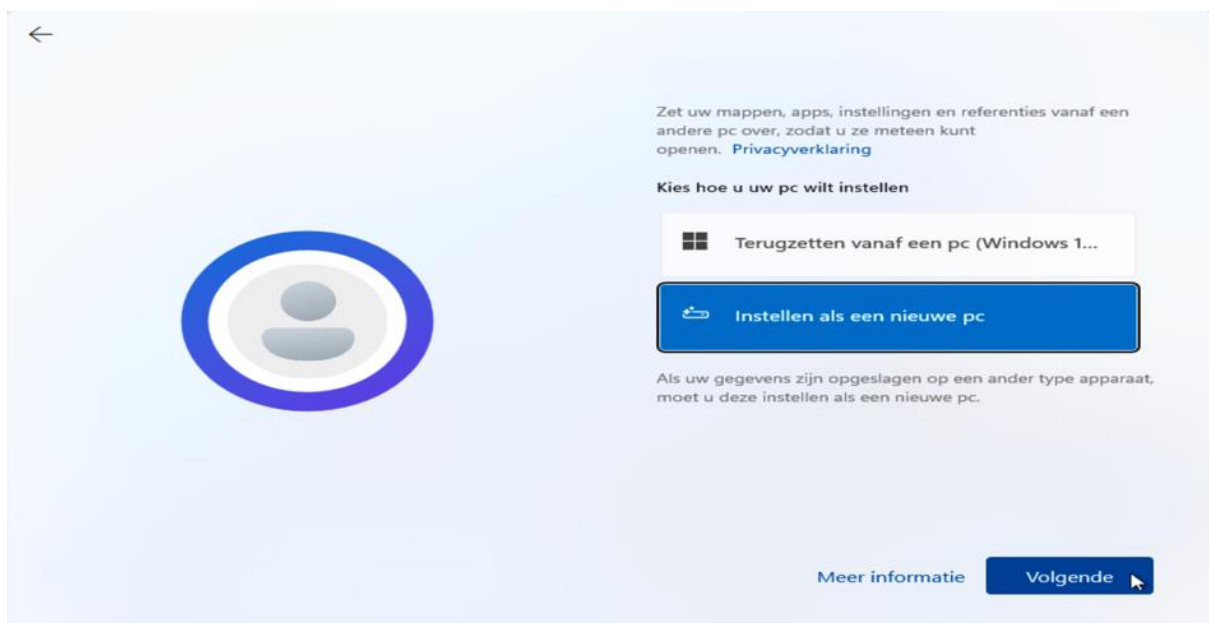 Zet uw mappen, apps, instellingen en referenties vanaf een
andere pc over, zodat u ze meteen kunt
openen. Privacyverklaring
Kies hoe u uw pc wilt instellen
Terugzetten vanaf een pc (Windows 1...
Instellen als een nieuwe pc
Als uw gegevens zijn opgeslagen op een ander type apparaat,
moet u deze instellen als een nieuwe pc.
Meer informatie
Volgende